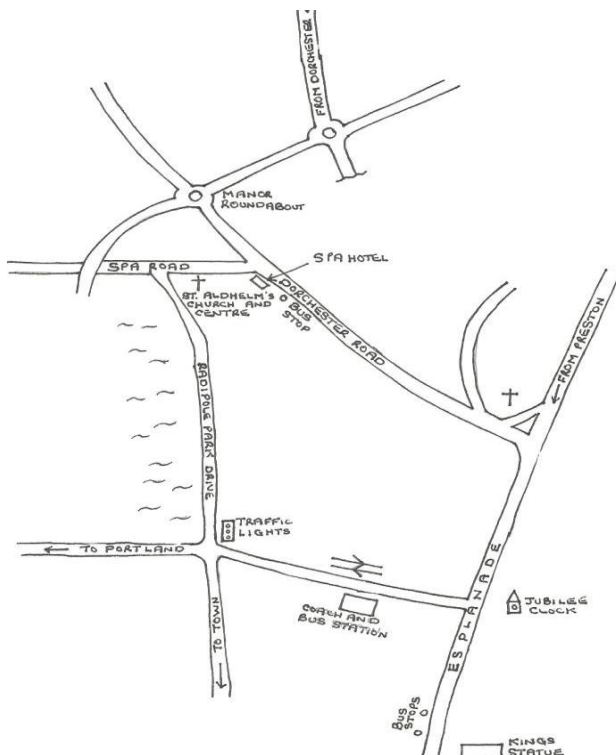 FROM DORCHESTER
MANOR
ROUNDABOUT
SPA ROAD
SPA HOTEL
ST. ALDHELM'S
CHURCH AND
CENTRE
BUS
STOP
DORCHESTER ROAD
FROM PRESTON
RADIPOLE PARK DRIVE
TRAFFIC
LIGHTS
TO PORTLAND
COACH AND
BUS STATION
TO TOWN
ESPLANADE
JUBILEE
CLOCK
BUS
STOPS
KINGS
STATUE